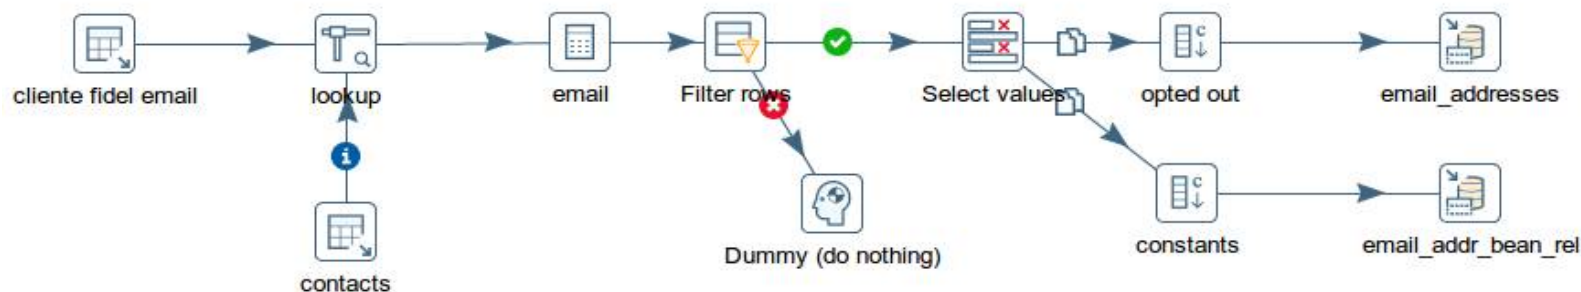 cliente fidel email
lookup
email
Filter rows
Select values
opted out
email_addresses
contacts
Dummy (do nothing)
constants
email_addr_bean_rel